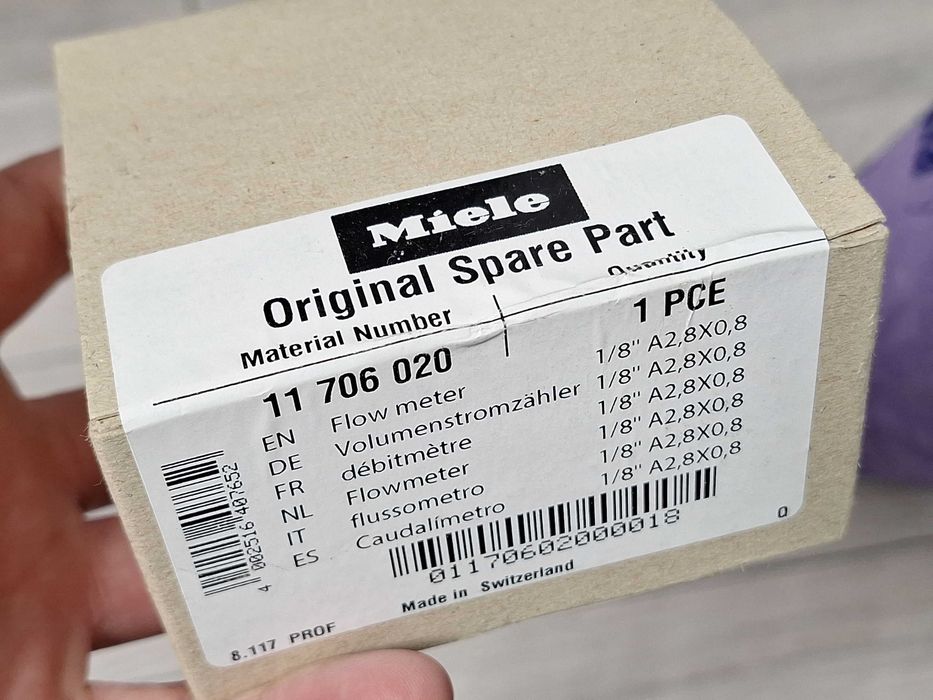 Miele
Original Spare Part
Material Number Quantity
11 706 020 1 PCE
EN Flow meter 1/8" A2,8X0,8
DE Volumenstromzähler 1/8" A2,8X0,8
FR débitmètre 1/8" A2,8X0,8
NL Flowmeter 1/8" A2,8X0,8
IT flussometro 1/8" A2,8X0,8
ES Caudalímetro 1/8" A2,8X0,8
4 002516 407652
01170602000018
0
Made in Switzerland
8.117 PROF